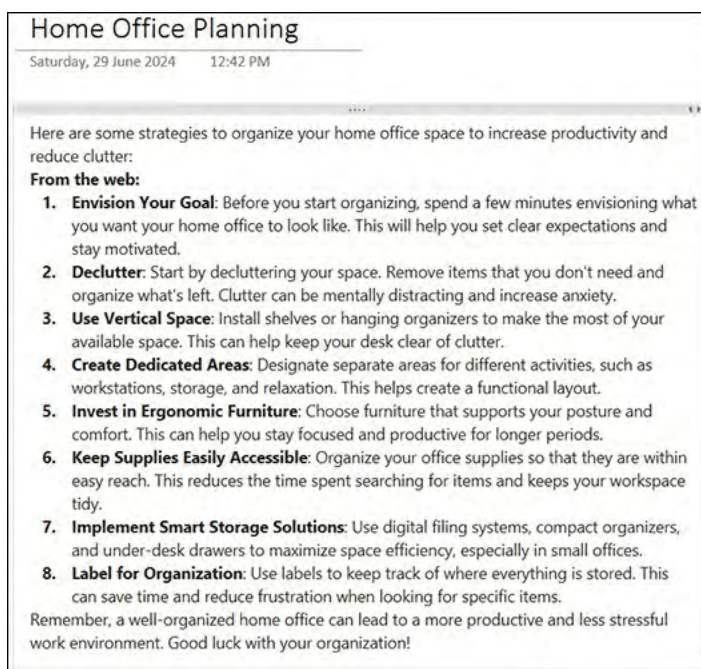 Home Office Planning
Saturday, 29 June 2024 12:42 PM
Here are some strategies to organize your home office space to increase productivity and
reduce clutter:
From the web:
1. Envision Your Goal: Before you start organizing, spend a few minutes envisioning what
you want your home office to look like. This will help you set clear expectations and
stay motivated.
2. Declutter: Start by decluttering your space. Remove items that you don't need and
organize what's left. Clutter can be mentally distracting and increase anxiety.
3. Use Vertical Space: Install shelves or hanging organizers to make the most of your
available space. This can help keep your desk clear of clutter.
4. Create Dedicated Areas: Designate separate areas for different activities, such as
workstations, storage, and relaxation. This helps create a functional layout.
5. Invest in Ergonomic Furniture: Choose furniture that supports your posture and
comfort. This can help you stay focused and productive for longer periods.
6. Keep Supplies Easily Accessible: Organize your office supplies so that they are within
easy reach. This reduces the time spent searching for items and keeps your workspace
tidy.
7. Implement Smart Storage Solutions: Use digital filing systems, compact organizers,
and under-desk drawers to maximize space efficiency, especially in small offices.
8. Label for Organization: Use labels to keep track of where everything is stored. This
can save time and reduce frustration when looking for specific items.
Remember, a well-organized home office can lead to a more productive and less stressful
work environment. Good luck with your organization!